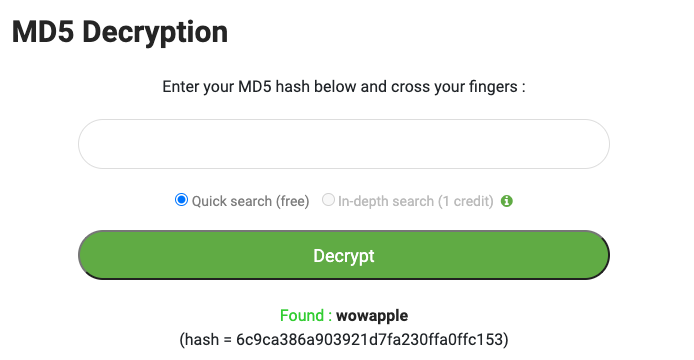 MD5 Decryption
Enter your MD5 hash below and cross your fingers :
Quick search (free) In-depth search (1 credit)
Decrypt
Found : wowapple
(hash = 6c9ca386a903921d7fa230ffa0ffc153)